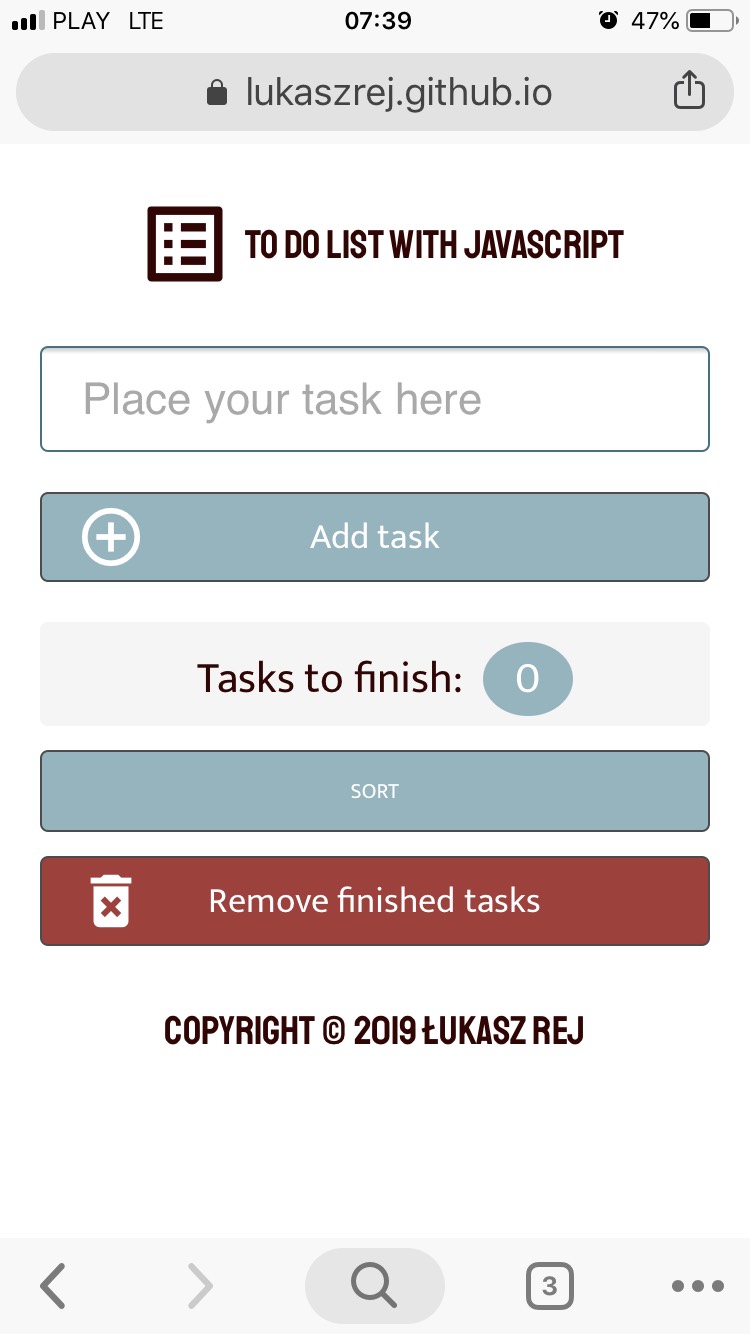 PLAY LTE 07:39 47%
lukaszrej.github.io
TO DO LIST WITH JAVASCRIPT
Place your task here
Add task
Tasks to finish: 0
SORT
Remove finished tasks
COPYRIGHT © 2019 ŁUKASZ REJ
3